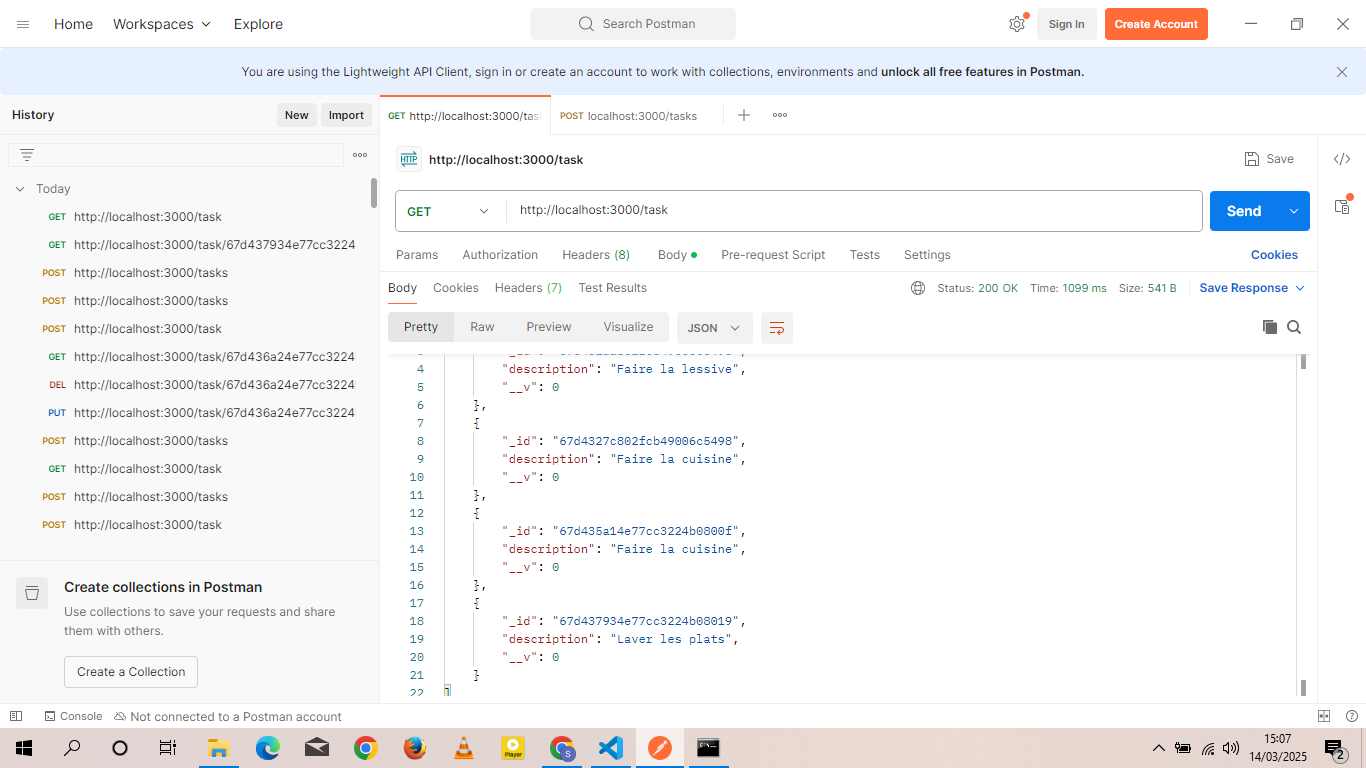 Home Workspaces Explore Search Postman Sign In Create Account
You are using the Lightweight API Client, sign in or create an account to work with collections, environments and unlock all free features in Postman.
History New Import
GET http://localhost:3000/tas POST localhost:3000/tasks
HTTP http://localhost:3000/task Save
Today
GET http://localhost:3000/task
GET http://localhost:3000/task/67d437934e77cc3224
POST http://localhost:3000/tasks
POST http://localhost:3000/tasks
POST http://localhost:3000/task
GET http://localhost:3000/task/67d436a24e77cc3224
DEL http://localhost:3000/task/67d436a24e77cc3224
PUT http://localhost:3000/task/67d436a24e77cc3224
POST http://localhost:3000/tasks
GET http://localhost:3000/task
POST http://localhost:3000/tasks
POST http://localhost:3000/task
Create collections in Postman
Use collections to save your requests and share
them with others.
Create a Collection
GET http://localhost:3000/task Send
Params Authorization Headers (8) Body Pre-request Script Tests Settings Cookies
Body Cookies Headers (7) Test Results Status: 200 OK Time: 1099 ms Size: 541 B Save Response
Pretty Raw Preview Visualize JSON
4 "description": "Faire la lessive",
5 "__v": 0
6 },
7 {
8 "_id": "67d4327c802fcb49006c5498",
9 "description": "Faire la cuisine",
10 "__v": 0
11 },
12 {
13 "_id": "67d435a14e77cc3224b0800f",
14 "description": "Faire la cuisine",
15 "__v": 0
16 },
17 {
18 "_id": "67d437934e77cc3224b08019",
19 "description": "Laver les plats",
20 "__v": 0
21 }
22 ]
Console Not connected to a Postman account
Player
S
15:07
14/03/2025
2